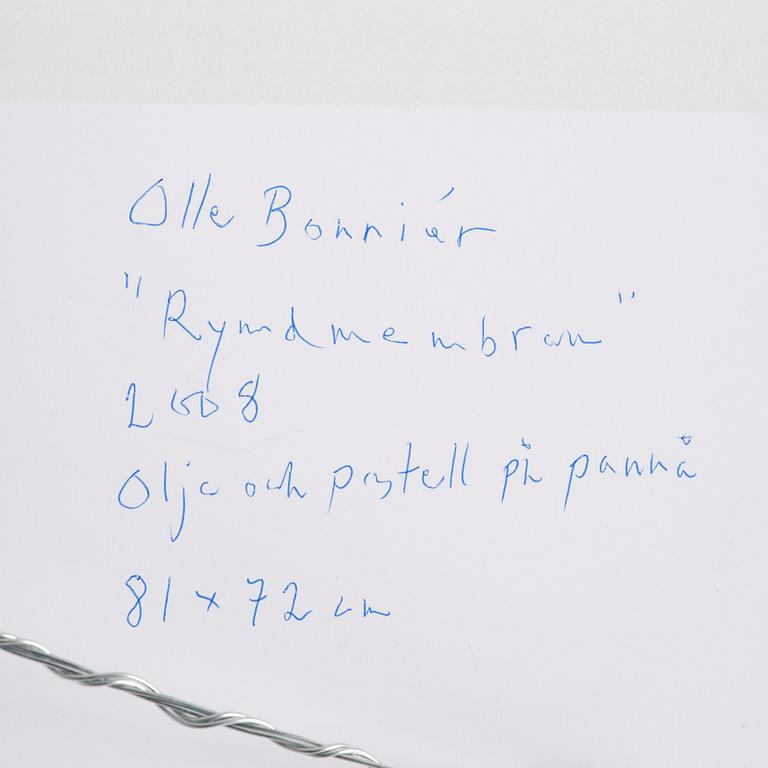 Olle Bonniér
"Rymdmembran"
2008
Olja och pastell på pannå
81 x 72 cm